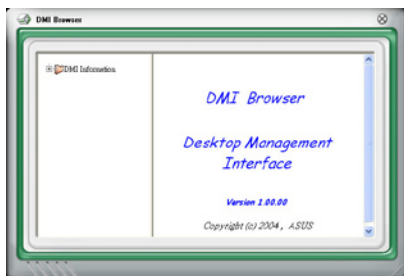 DMI Browser
DMI Information
DMI Browser
Desktop Management
Interface
Version 1.00.00
Copyright (c) 2004, ASUS